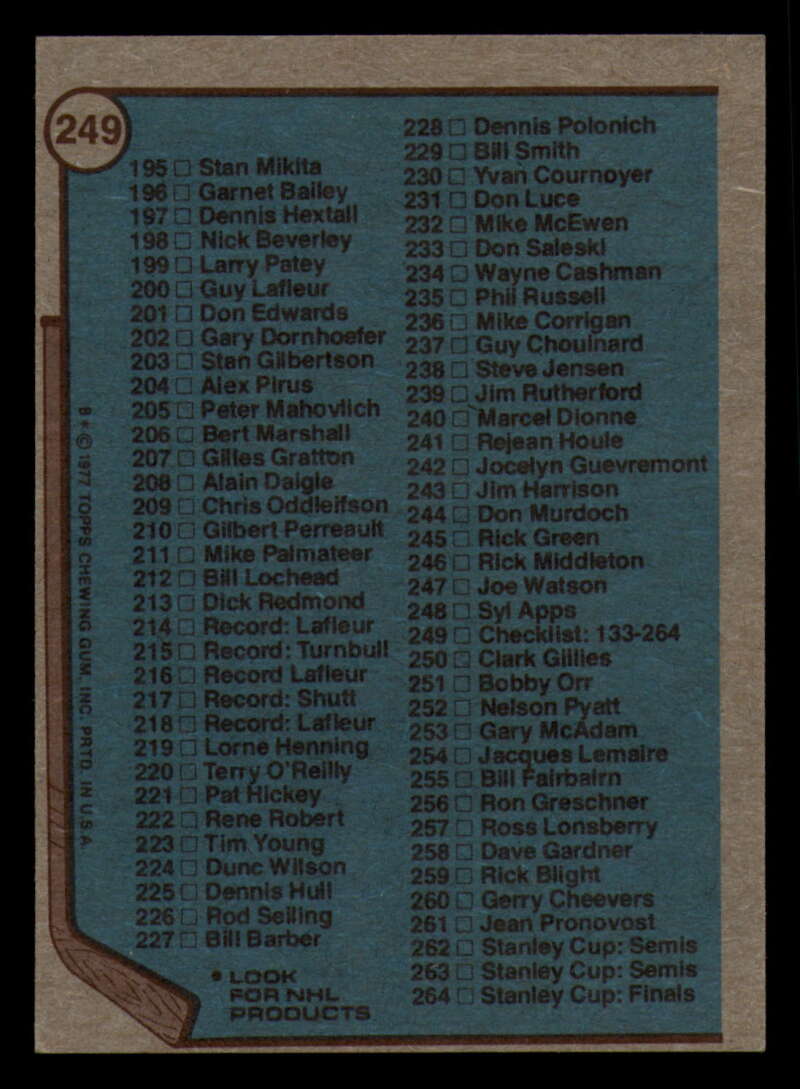 249
195 □ Stan Mikita
196 □ Garnet Bailey
197 □ Dennis Hextall
198 □ Nick Beverley
199 □ Larry Patey
200 □ Guy Lafleur
201 □ Don Edwards
202 □ Gary Dornhoefer
203 □ Stan Gilbertson
204 □ Alex Pirus
205 □ Peter Mahovlich
206 □ Bert Marshall
207 □ Gilles Gratton
208 □ Alain Daigle
209 □ Chris Oddleifson
210 □ Gilbert Perreault
211 □ Mike Palmateer
212 □ Bill Lochead
213 □ Dick Redmond
214 □ Record: Lafleur
215 □ Record: Turnbull
216 □ Record Lafleur
217 □ Record: Shutt
218 □ Record: Lafleur
219 □ Lorne Henning
220 □ Terry O'Reilly
221 □ Pat Hickey
222 □ Rene Robert
223 □ Tim Young
224 □ Dunc Wilson
225 □ Dennis Hull
226 □ Rod Seiling
227 □ Bill Barber
• LOOK
FOR NHL
PRODUCTS
228 □ Dennis Polonich
229 □ Bill Smith
230 □ Yvan Cournoyer
231 □ Don Luce
232 □ Mike McEwen
233 □ Don Saleski
234 □ Wayne Cashman
235 □ Phil Russell
236 □ Mike Corrigan
237 □ Guy Chouinard
238 □ Steve Jensen
239 □ Jim Rutherford
240 □ Marcel Dionne
241 □ Rejean Houle
242 □ Jocelyn Guevremont
243 □ Jim Harrison
244 □ Don Murdoch
245 □ Rick Green
246 □ Rick Middleton
247 □ Joe Watson
248 □ Syl Apps
249 □ Checklist: 133-264
250 □ Clark Gillies
251 □ Bobby Orr
252 □ Nelson Pyatt
253 □ Gary McAdam
254 □ Jacques Lemaire
255 □ Bill Fairbairn
256 □ Ron Greschner
257 □ Ross Lonsberry
258 □ Dave Gardner
259 □ Rick Blight
260 □ Gerry Cheevers
261 □ Jean Pronovost
262 □ Stanley Cup: Semis
263 □ Stanley Cup: Semis
264 □ Stanley Cup: Finals
B * © 1977 TOPPS CHEWING GUM, INC. PRTD. IN U.S.A.